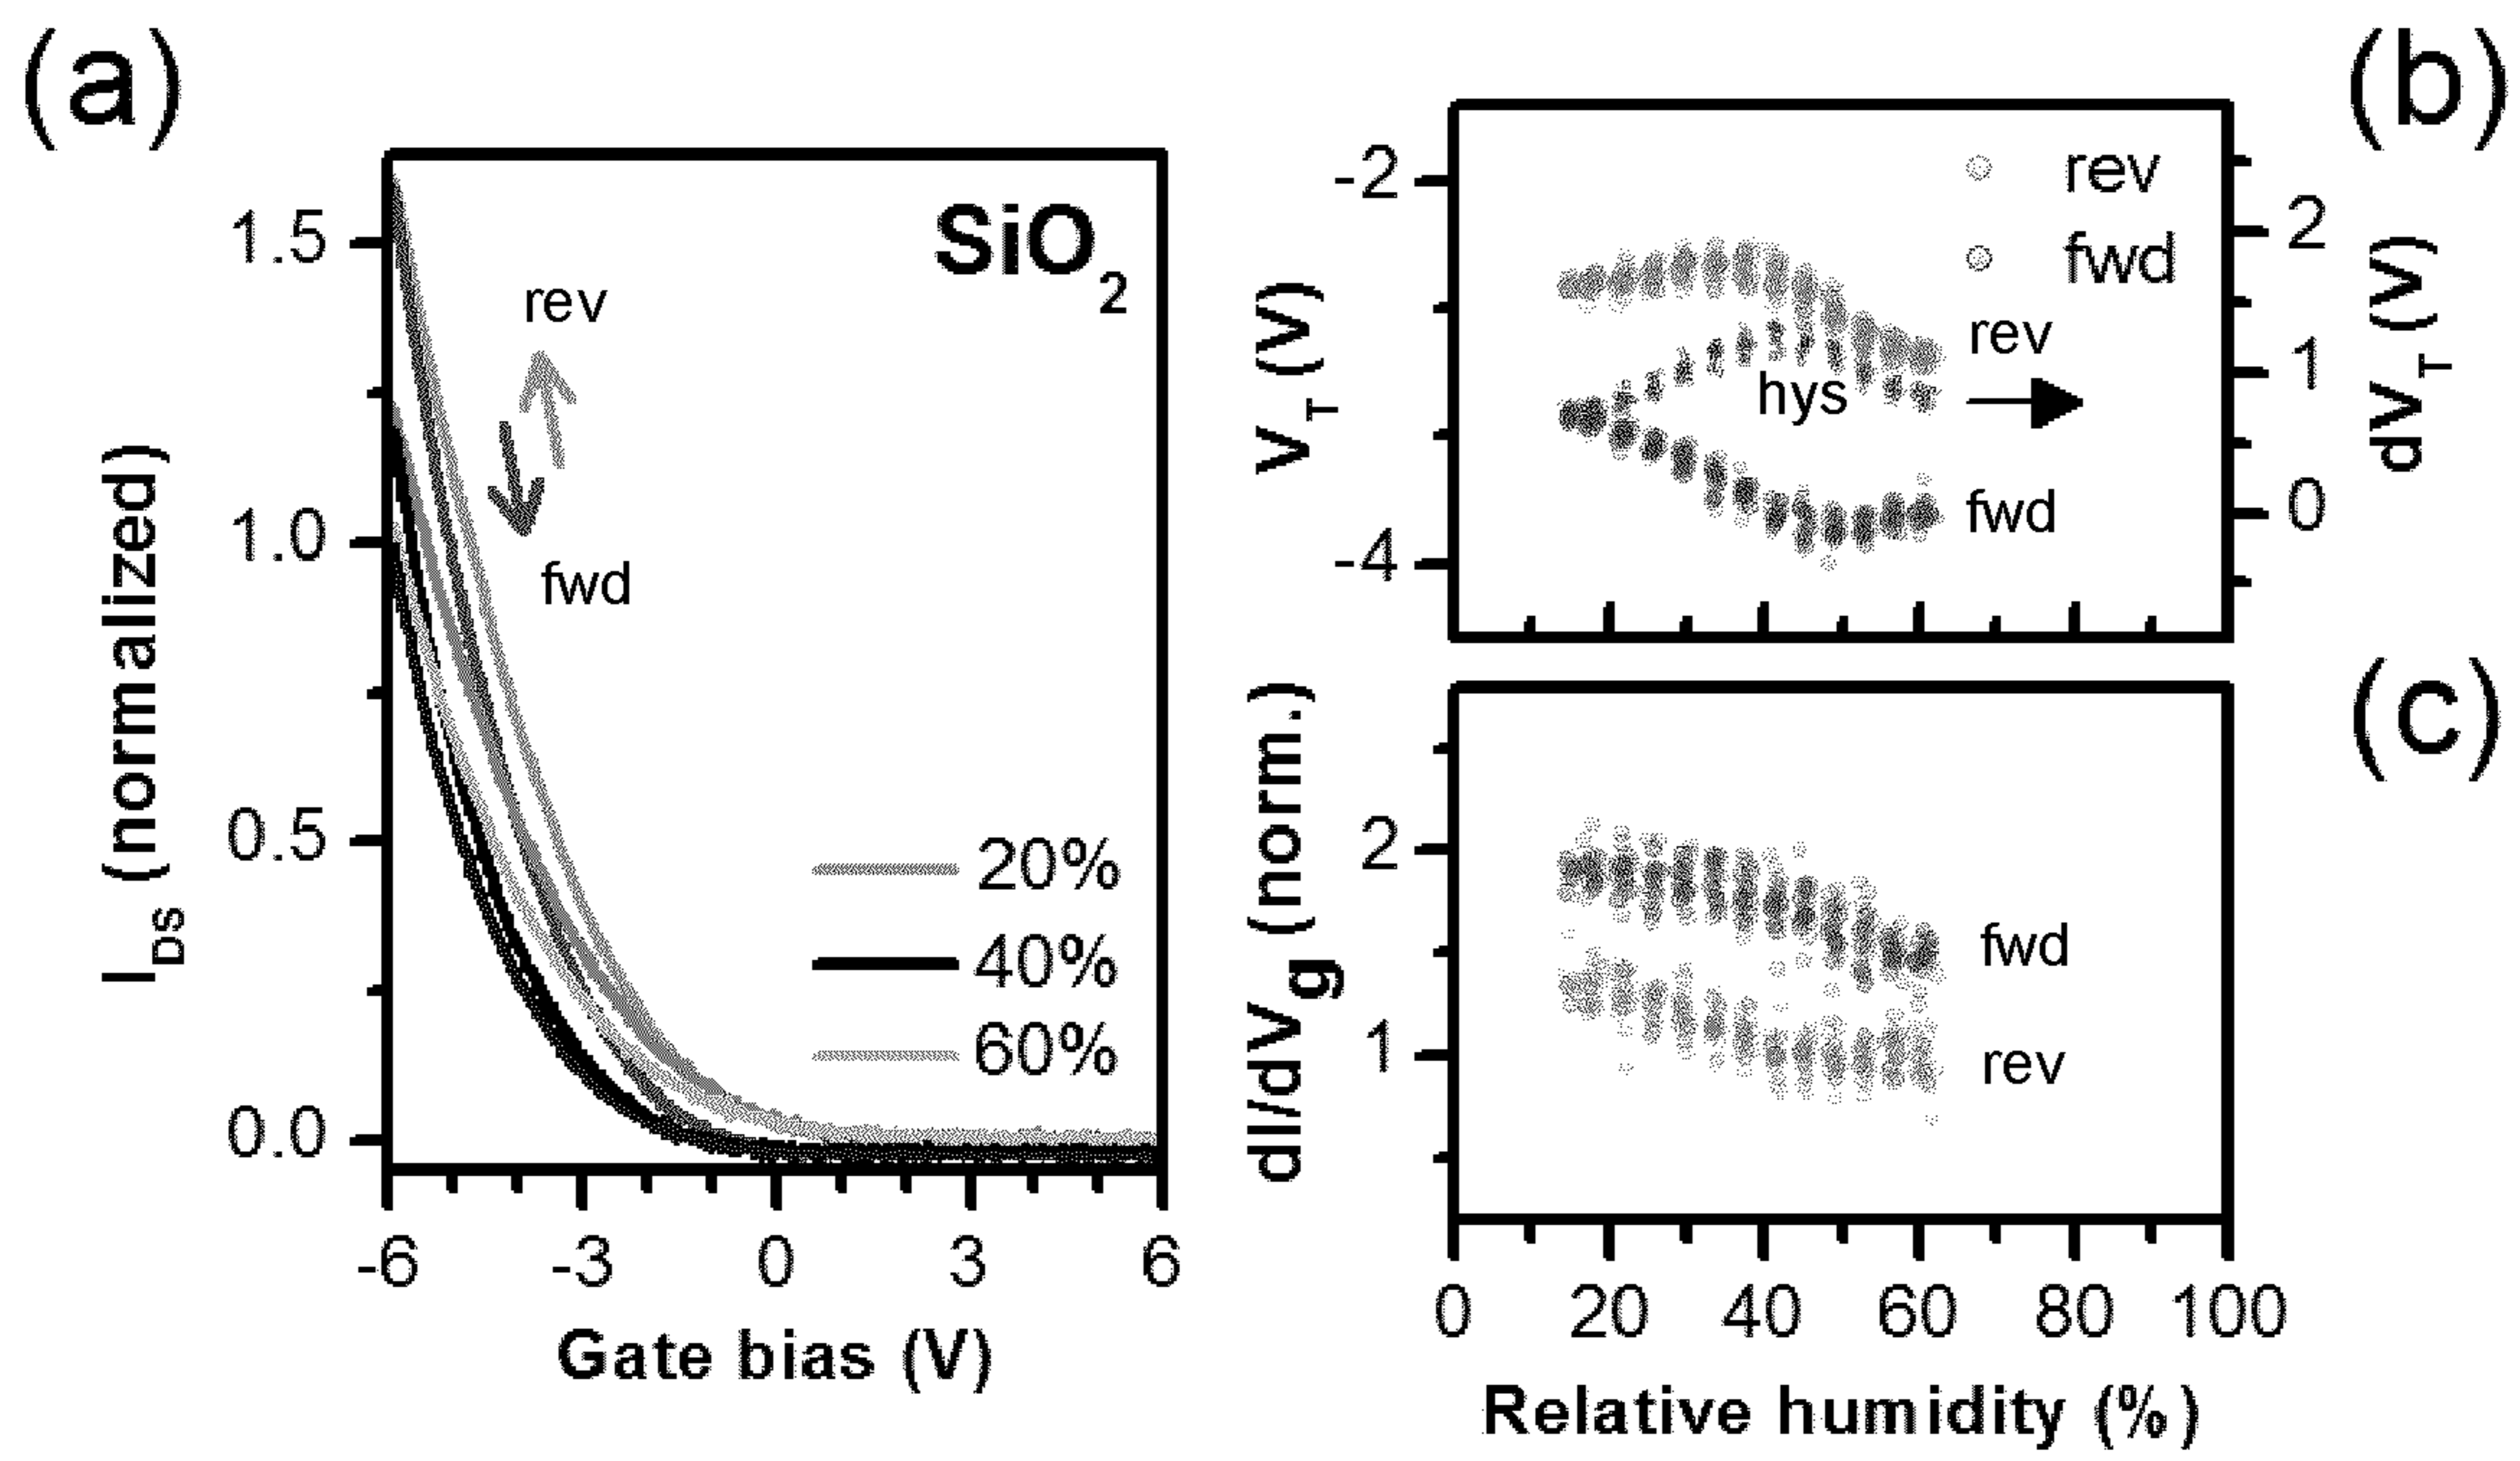 (a)
SiO2
rev
fwd
20%
40%
60%
1.5
1.0
0.5
0.0
IDS (normalized)
-6 -3 0 3 6
Gate bias (V)
(b)
rev
fwd
rev
hys
fwd
-2
-4
VT (V)
2
1
0
dVT (V)
(c)
fwd
rev
2
1
dI/dVg (norm.)
0 20 40 60 80 100
Relative humidity (%)